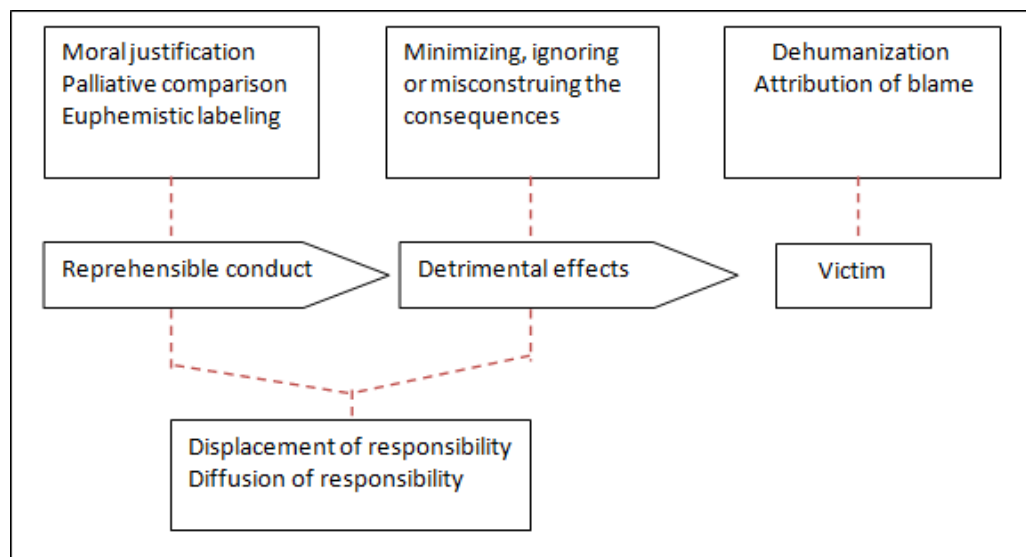 Moral justification
Palliative comparison
Euphemistic labeling
Minimizing, ignoring
or misconstruing the
consequences
Dehumanization
Attribution of blame
Reprehensible conduct
Detrimental effects
Victim
Displacement of responsibility
Diffusion of responsibility